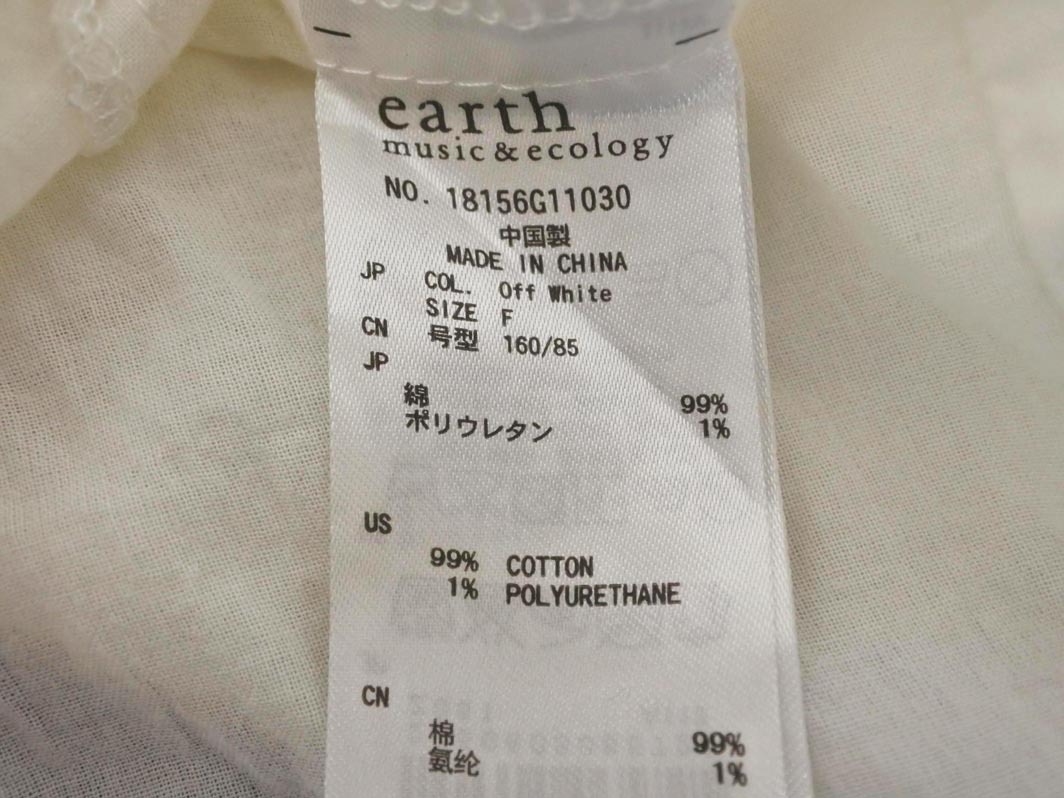 earth
music & ecology
NO. 18156G11030
中国製
MADE IN CHINA
JP COL. Off White
SIZE F
CN 号型 160/85
JP
綿 99%
ポリウレタン 1%
US
99% COTTON
1% POLYURETHANE
CN
棉 99%
氨纶 1%